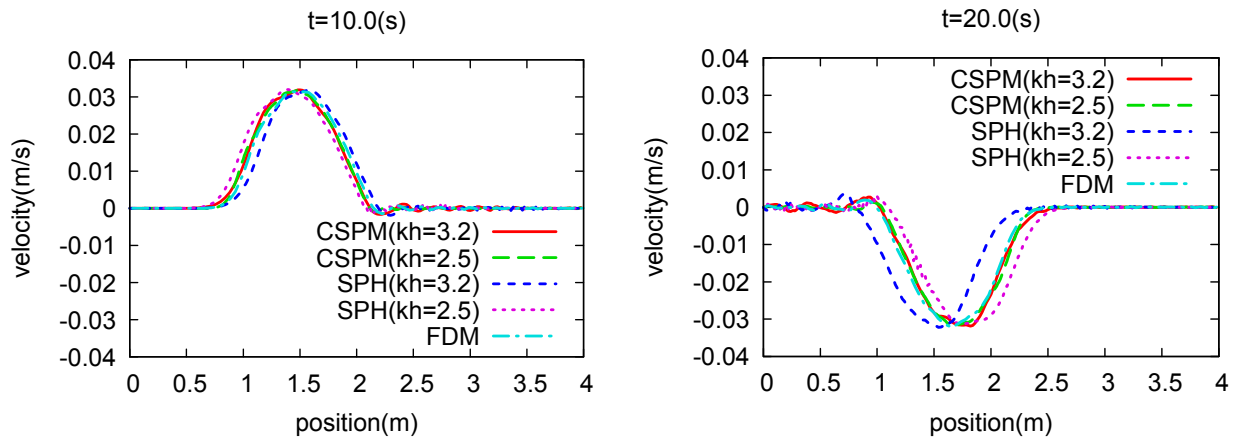 t=10.0(s)
0.04
0.03
0.02
0.01
0
-0.01
-0.02
-0.03
-0.04
velocity(m/s)
CSPM(kh=3.2)
CSPM(kh=2.5)
SPH(kh=3.2)
SPH(kh=2.5)
FDM
0 0.5 1 1.5 2 2.5 3 3.5 4
position(m)
t=20.0(s)
0.04
0.03
0.02
0.01
0
-0.01
-0.02
-0.03
-0.04
velocity(m/s)
CSPM(kh=3.2)
CSPM(kh=2.5)
SPH(kh=3.2)
SPH(kh=2.5)
FDM
0 0.5 1 1.5 2 2.5 3 3.5 4
position(m)